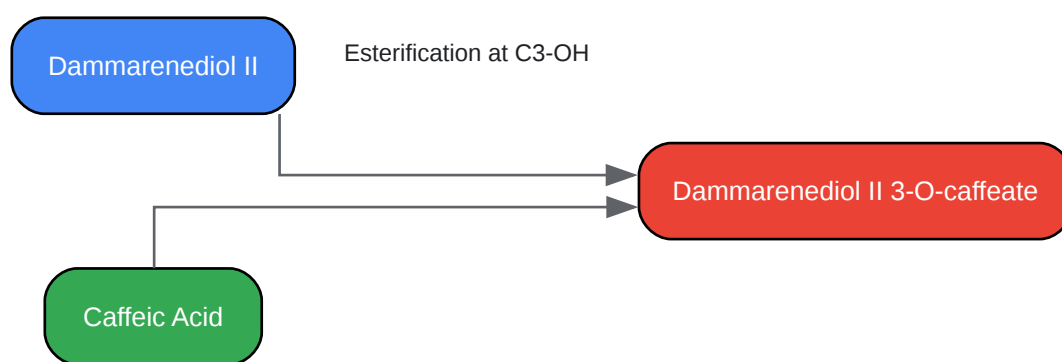 Dammarenediol II
Esterification at C3-OH
Dammarenediol II 3-O-caffeate
Caffeic Acid